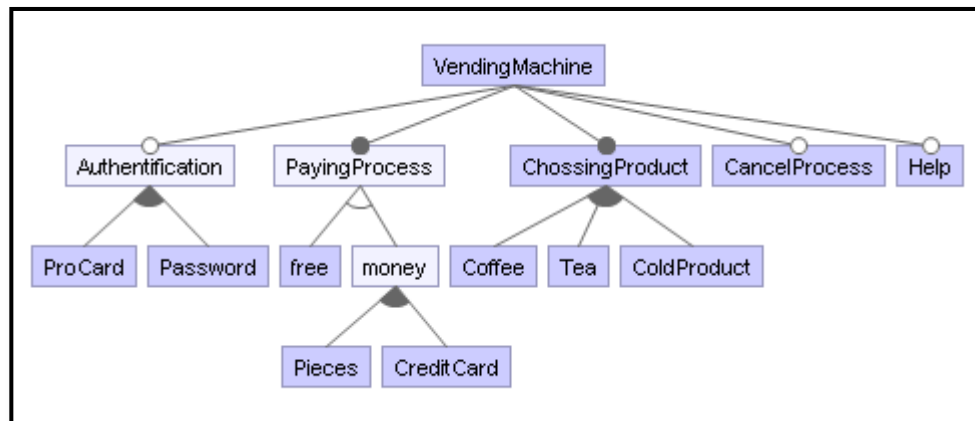 VendingMachine
Authentification
PayingProcess
ChossingProduct
CancelProcess
Help
ProCard
Password
free
money
Coffee
Tea
ColdProduct
Pieces
CreditCard